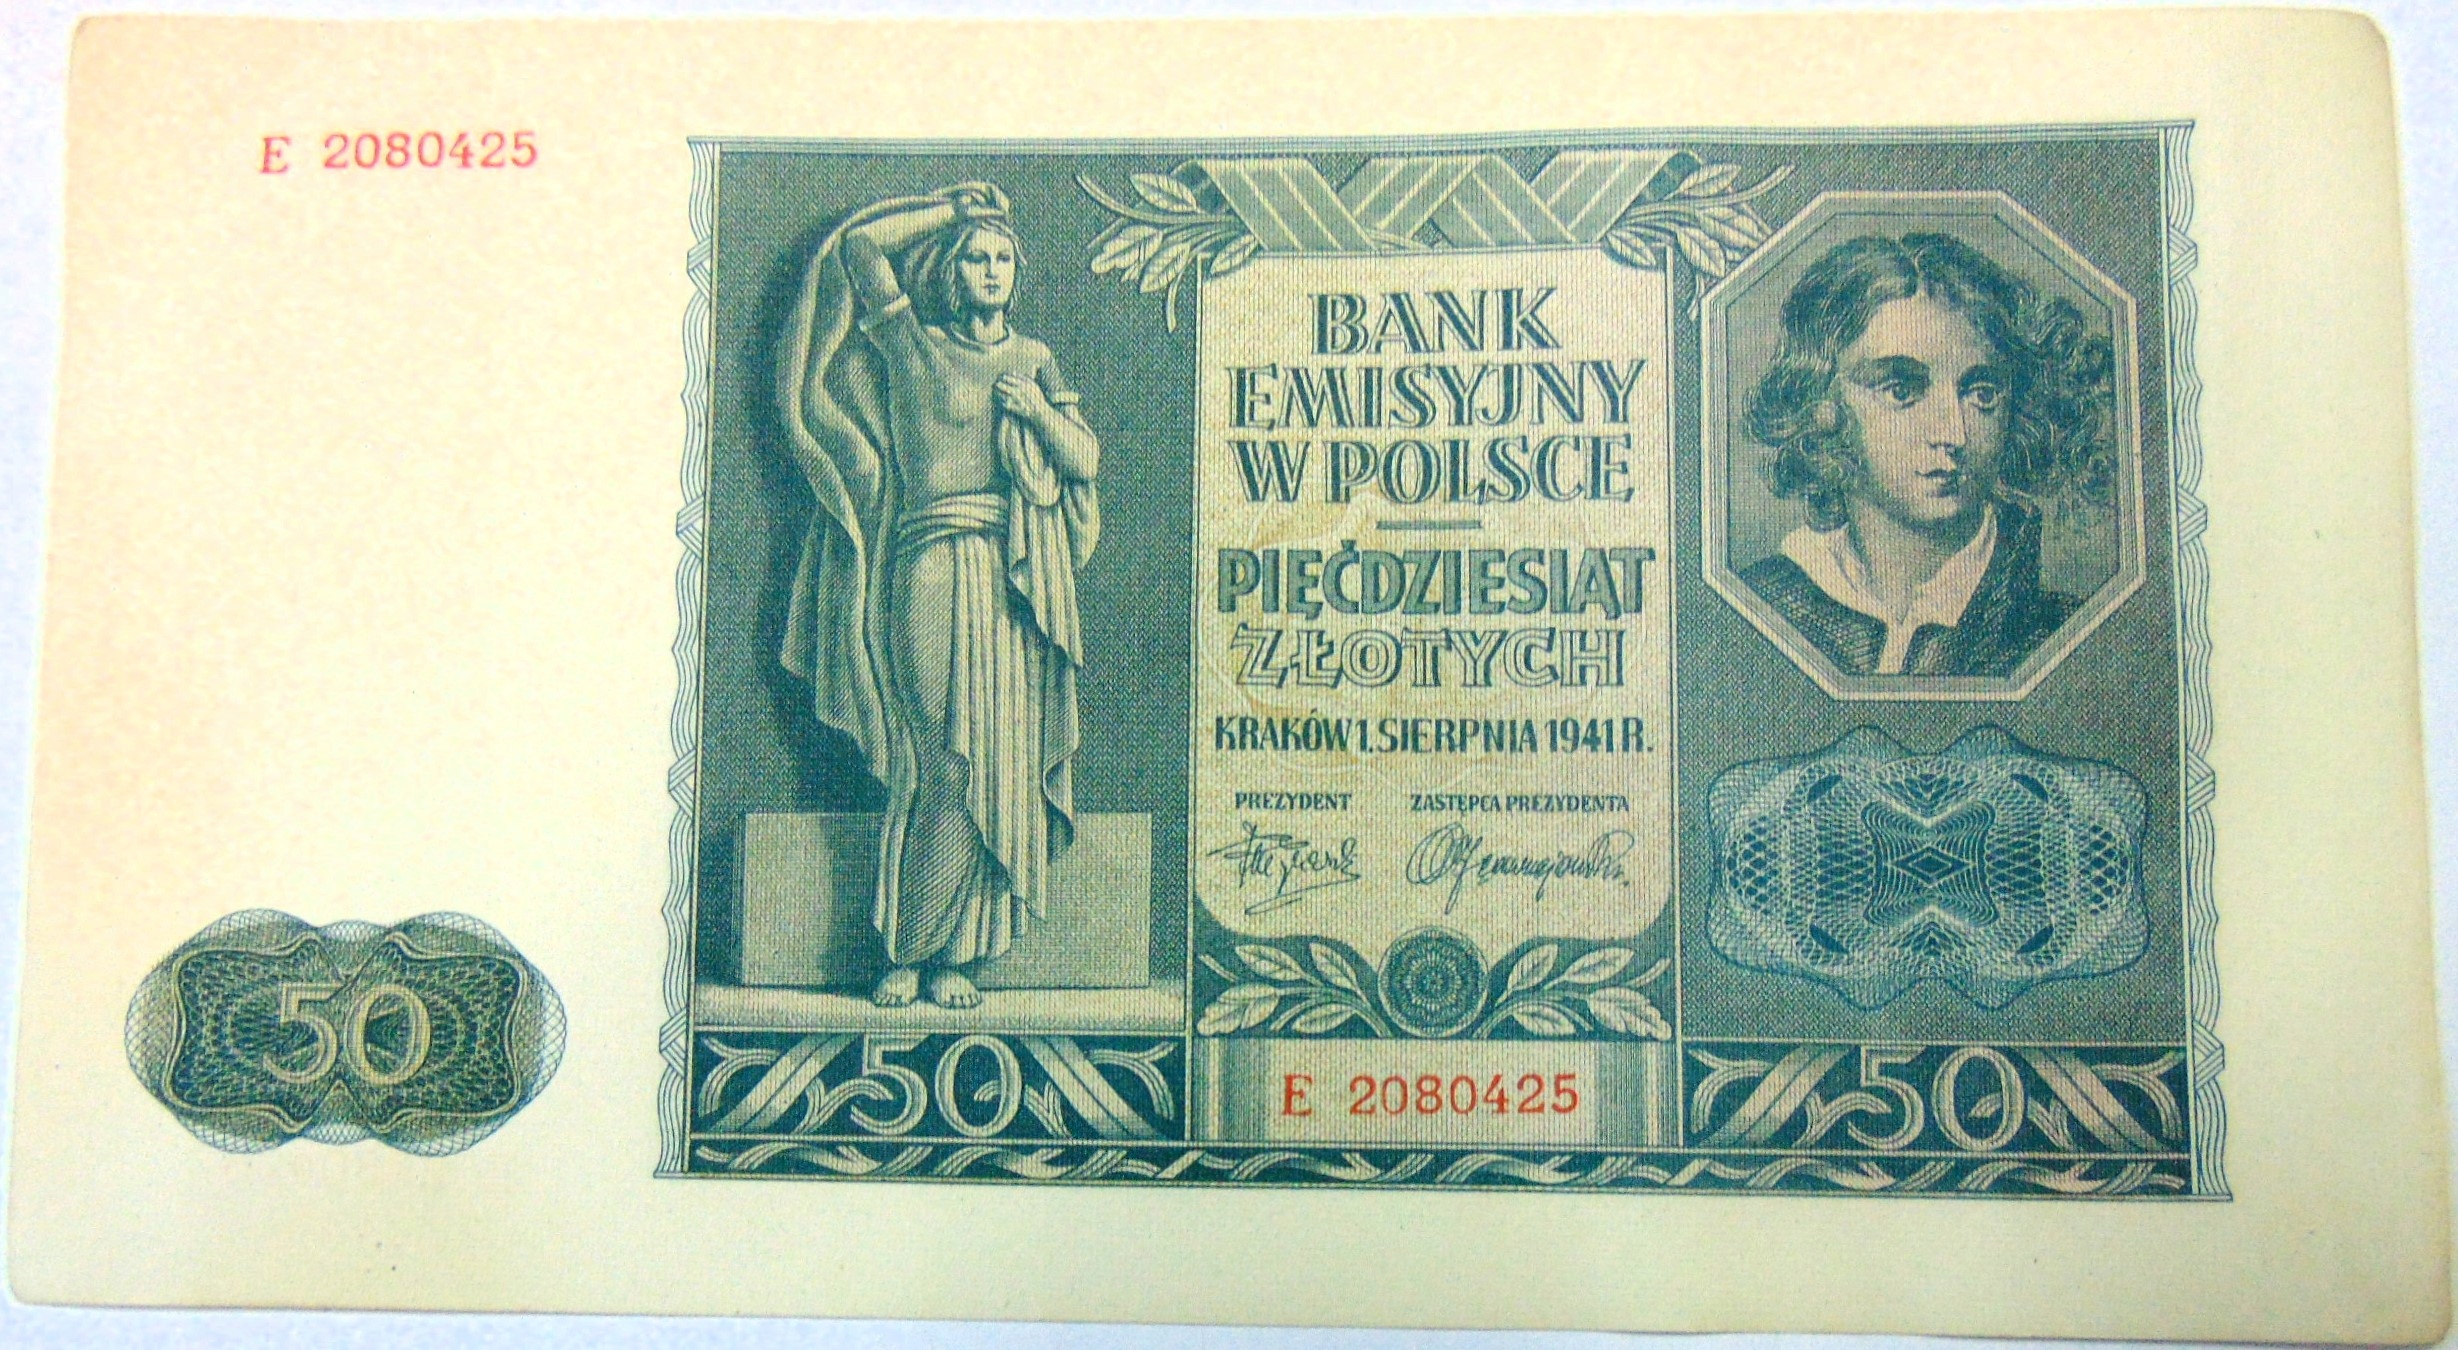 E 2080425
BANK
EMISYJNY
W POLSCE
PIĘĆDZIESIĄT
ZŁOTYCH
KRAKÓW 1. SIERPNIA 1941 R.
PREZYDENT ZASTĘPCA PREZYDENTA
50
50
E 2080425
50